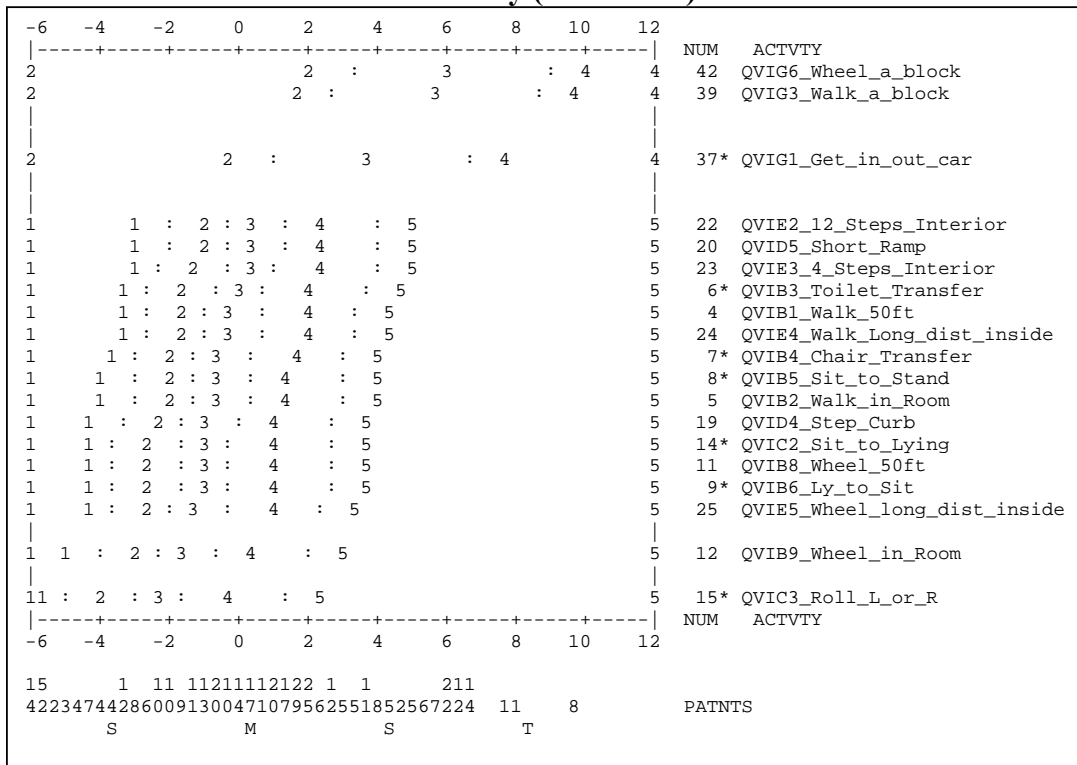 -6    -4    -2     0     2     4     6     8    10    12
|-----+-----+-----+-----+-----+-----+-----+-----+-----|  NUM   ACTVTY
2                       2   :       3        :  4     4   42  QVIG6_Wheel_a_block
2                      2  :        3        :  4      4   39  QVIG3_Walk_a_block
|                                                     |
|                                                     |
2                2   :       3        :  4            4   37* QVIG1_Get_in_out_car
|                                                     |
|                                                     |
1        1  :  2 : 3  :  4    :  5                    5   22  QVIE2_12_Steps_Interior
1        1  :  2 : 3  :  4    :  5                    5   20  QVID5_Short_Ramp
1        1 :  2  : 3 :   4    :  5                    5   23  QVIE3_4_Steps_Interior
1       1 :  2  : 3 :   4    :  5                     5    6* QVIB3_Toilet_Transfer
1       1 :  2 : 3  :   4   :  5                      5    4  QVIB1_Walk_50ft
1       1 :  2 : 3  :   4   :  5                      5   24  QVIE4_Walk_Long_dist_inside
1      1 :  2 : 3  :   4   :  5                       5    7* QVIB4_Chair_Transfer
1     1  :  2 : 3  :  4    :  5                       5    8* QVIB5_Sit_to_Stand
1     1  :  2 : 3  :  4    :  5                       5    5  QVIB2_Walk_in_Room
1    1  :  2 : 3  :  4    :  5                        5   19  QVID4_Step_Curb
1    1 :  2  : 3 :   4    :  5                        5   14* QVIC2_Sit_to_Lying
1    1 :  2  : 3 :   4    :  5                        5   11  QVIB8_Wheel_50ft
1    1 :  2  : 3 :   4    :  5                        5    9* QVIB6_Ly_to_Sit
1    1 :  2 : 3  :   4   :  5                         5   25  QVIE5_Wheel_long_dist_inside
|                                                     |
1  1  :  2 : 3  :  4    :  5                          5   12  QVIB9_Wheel_in_Room
|                                                     |
11 :  2  : 3 :   4    :  5                            5   15* QVIC3_Roll_L_or_R
|-----+-----+-----+-----+-----+-----+-----+-----+-----|  NUM   ACTVTY
-6    -4    -2     0     2     4     6     8    10    12
15      1  11 11211112122 1  1      211
422347442860091300471079562551852567224  11    8         PATNTS
S           M           S           T